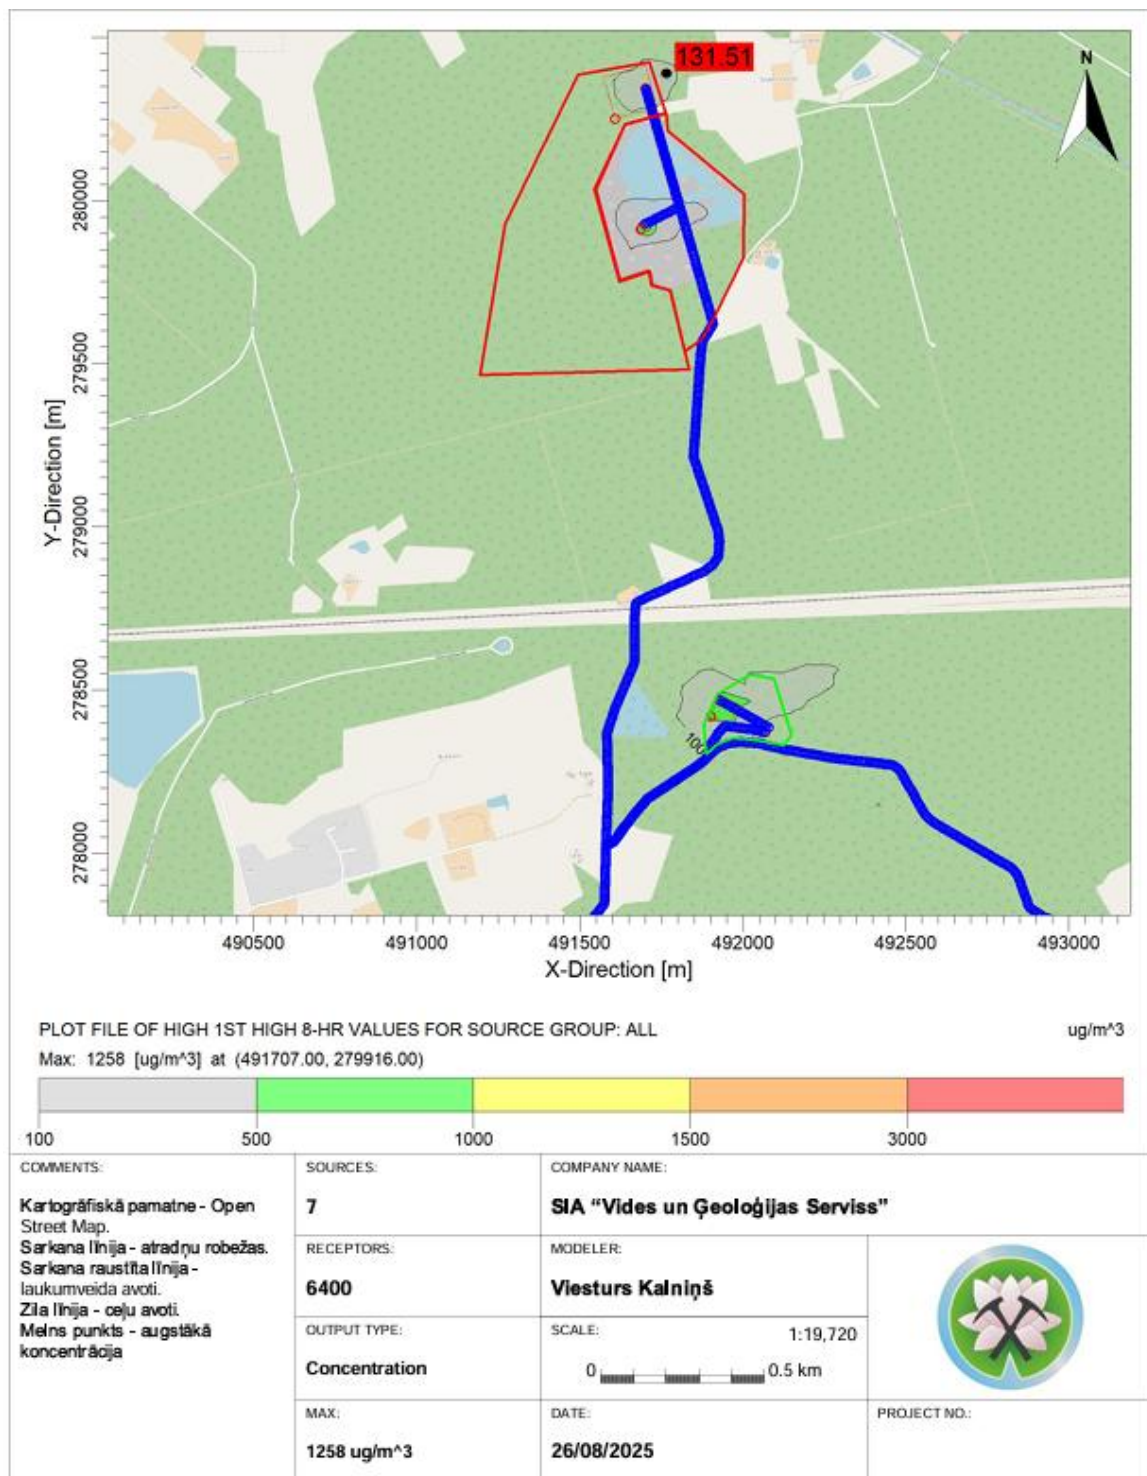 131.51
N
280000
279500
279000
278500
278000
Y-Direction [m]
100
490500
491000
491500
492000
492500
493000
X-Direction [m]
PLOT FILE OF HIGH 1ST HIGH 8-HR VALUES FOR SOURCE GROUP: ALL
ug/m^3
Max: 1258 [ug/m^3] at (491707.00, 279916.00)
100
500
1000
1500
3000
COMMENTS:
Kartogrāfiskā pamatne - Open
Street Map.
Sarkana līnija - atradņu robežas.
Sarkana raustīta līnija -
laukumveida avoti.
Zila līnija - ceļu avoti.
Melns punkts - augstākā
koncentrācija
SOURCES:
7
COMPANY NAME:
SIA “Vides un Ģeoloģijas Serviss”
RECEPTORS:
6400
MODELER:
Viesturs Kalniņš
OUTPUT TYPE:
Concentration
SCALE:
1:19,720
0
0.5 km
MAX:
1258 ug/m^3
DATE:
26/08/2025
PROJECT NO.: